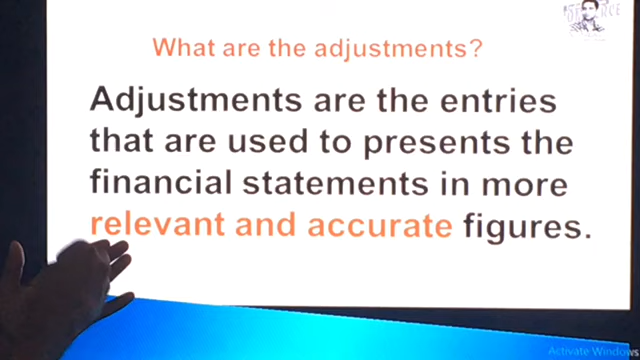 What are the adjustments?
Adjustments are the entries
that are used to presents the
financial statements in more
relevant and accurate figures.
Activate Windows